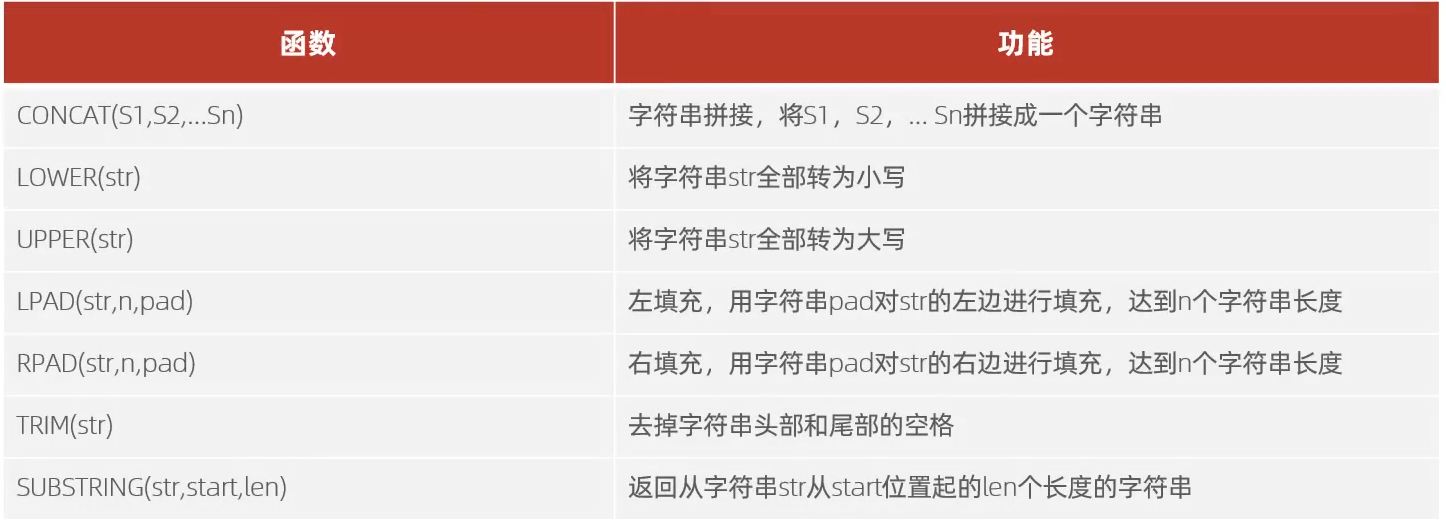 函数 功能
CONCAT(S1,S2,...Sn) 字符串拼接，将S1，S2，... Sn拼接成一个字符串
LOWER(str) 将字符串str全部转为小写
UPPER(str) 将字符串str全部转为大写
LPAD(str,n,pad) 左填充，用字符串pad对str的左边进行填充，达到n个字符串长度
RPAD(str,n,pad) 右填充，用字符串pad对str的右边进行填充，达到n个字符串长度
TRIM(str) 去掉字符串头部和尾部的空格
SUBSTRING(str,start,len) 返回从字符串str从start位置起的len个长度的字符串